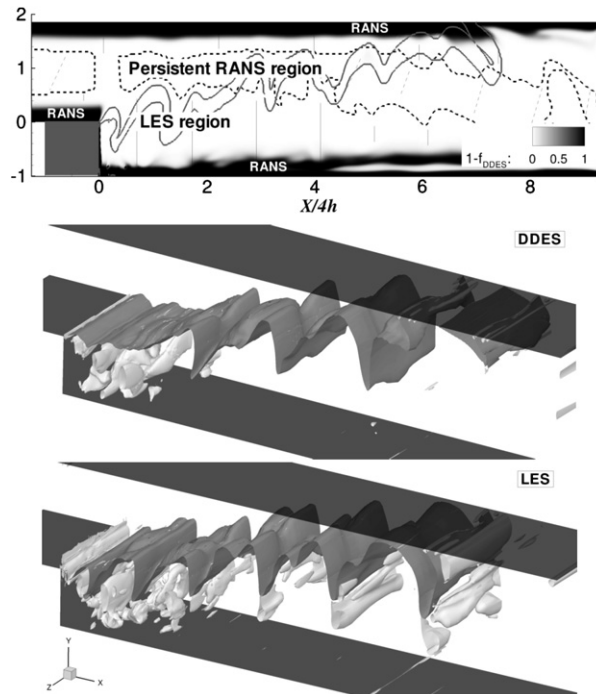 2
RANS
1
Persistent RANS region
RANS
LES region
0
RANS
1-fDDES:
0 0.5 1
-1
0 2 4 6 8
X/4h
DDES
LES
Y
Z X